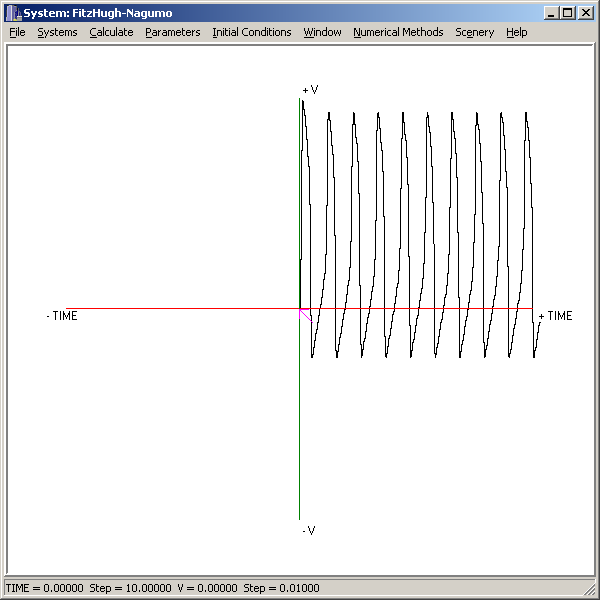 System: FitzHugh-Nagumo
File Systems Calculate Parameters Initial Conditions Window Numerical Methods Scenery Help
+ V
- TIME
+ TIME
- V
TIME = 0.00000 Step = 10.00000 V = 0.00000 Step = 0.01000